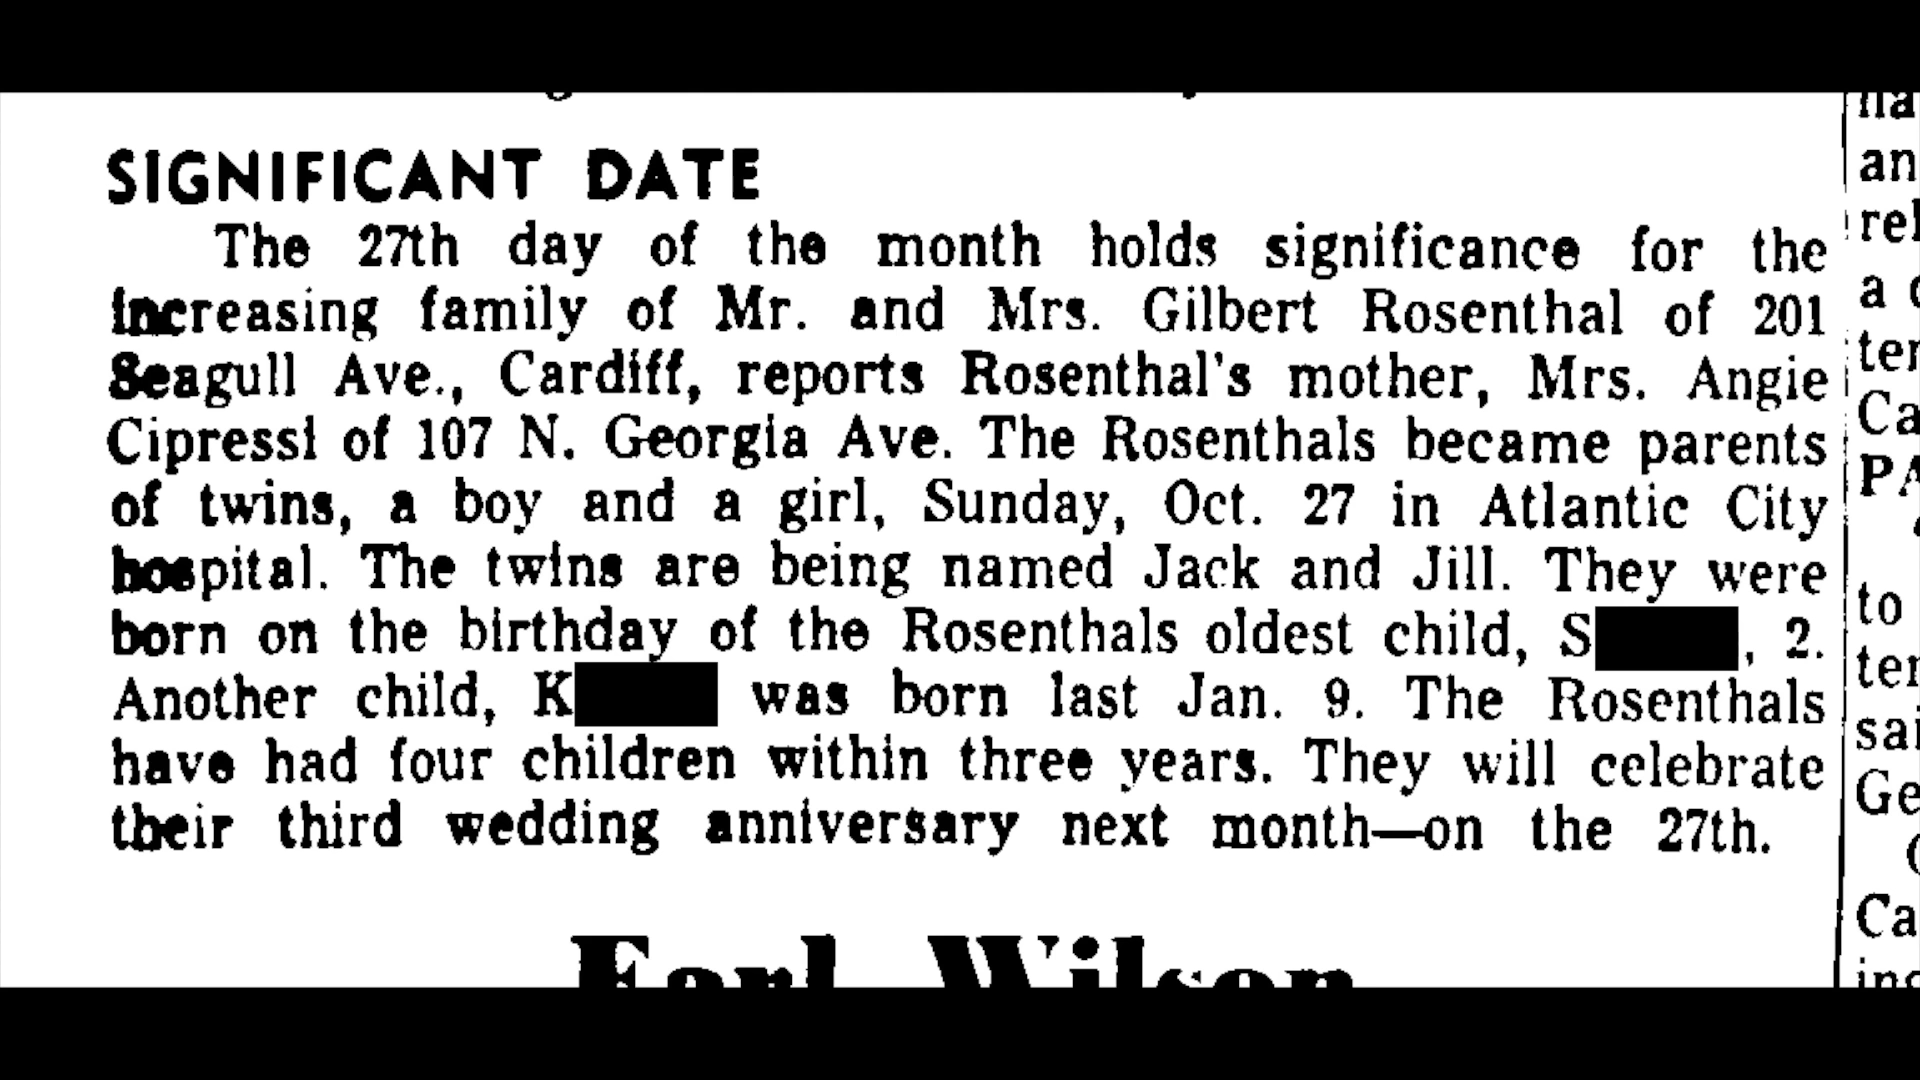 SIGNIFICANT DATE
The 27th day of the month holds significance for the
increasing family of Mr. and Mrs. Gilbert Rosenthal of 201
Seagull Ave., Cardiff, reports Rosenthal's mother, Mrs. Angie
Cipressi of 107 N. Georgia Ave. The Rosenthals became parents
of twins, a boy and a girl, Sunday, Oct. 27 in Atlantic City
hospital. The twins are being named Jack and Jill. They were
born on the birthday of the Rosenthals oldest child, S, 2.
Another child, K was born last Jan. 9. The Rosenthals
have had four children within three years. They will celebrate
their third wedding anniversary next month—on the 27th.
Earl Wilson
an
rel
a
ter
Ca
PA
to
ter
sai
Ge
Ca